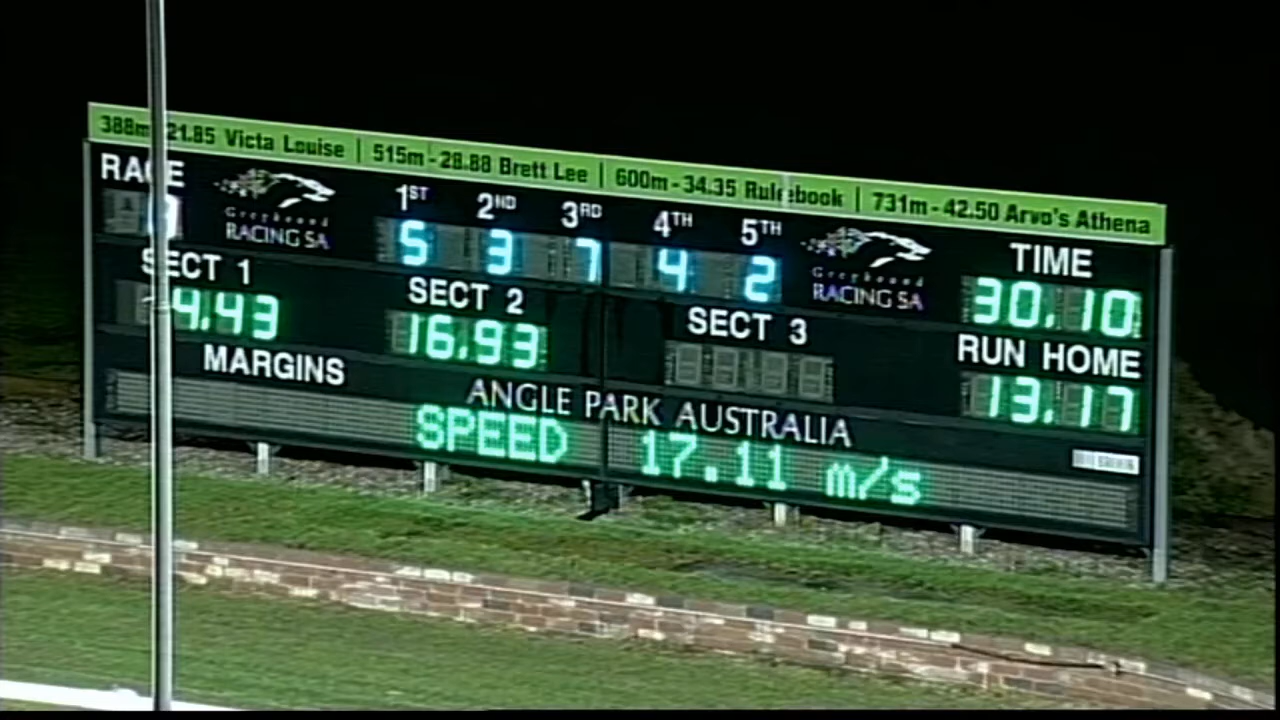 388m 21.85 Victa Louise | 515m - 28.88 Brett Lee | 600m - 34.35 Rulebook | 731m - 42.50 Arvo's Athena
RACE
Greyhound
RACING SA
1ST 2ND 3RD 4TH 5TH
5 3 7 4 2
Greyhound
RACING SA
TIME
30.10
SECT 1
4.43
SECT 2
16.93
SECT 3
RUN HOME
13.17
MARGINS
ANGLE PARK AUSTRALIA
SPEED 17.11 m/s